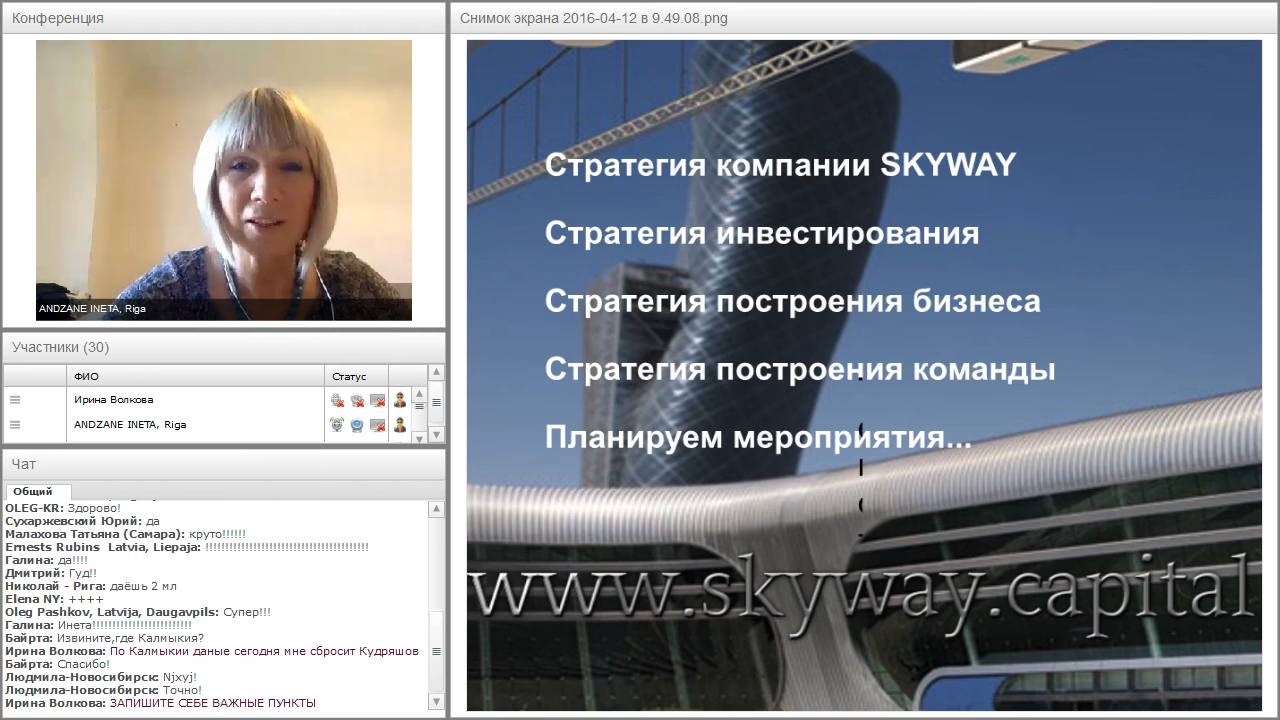 Конференция
ANDZANE INETA, Riga
Участники (30)
ФИО
Статус
Ирина Волкова
ANDZANE INETA, Riga
Чат
Общий
OLEG-KR: Здорово!
Сухаржевский Юрий: да
Малахова Татьяна (Самара): круто!!!!!!
Ernests Rubins Latvia, Liepaja: !!!!!!!!!!!!!!!!!!!!!!!!!!!!!!!!!!!!!!!!!
Галина: да!!!!
Дмитрий: Гуд!!
Николай - Рига: даёшь 2 мл
Elena NY: ++++
Oleg Pashkov, Latvija, Daugavpils: Супер!!!
Галина: Инета!!!!!!!!!!!!!!!!!!!!!!!!!
Байрта: Извините,где Калмыкия?
Ирина Волкова: По Калмыкии даные сегодня мне сбросит Кудряшов
Байрта: Спасибо!
Людмила-Новосибирск: Njxyj!
Людмила-Новосибирск: Точно!
Ирина Волкова: ЗАПИШИТЕ СЕБЕ ВАЖНЫЕ ПУНКТЫ
Снимок экрана 2016-04-12 в 9.49.08.png
Стратегия компании SKYWAY
Стратегия инвестирования
Стратегия построения бизнеса
Стратегия построения команды
Планируем мероприятия...
www.skyway.capital